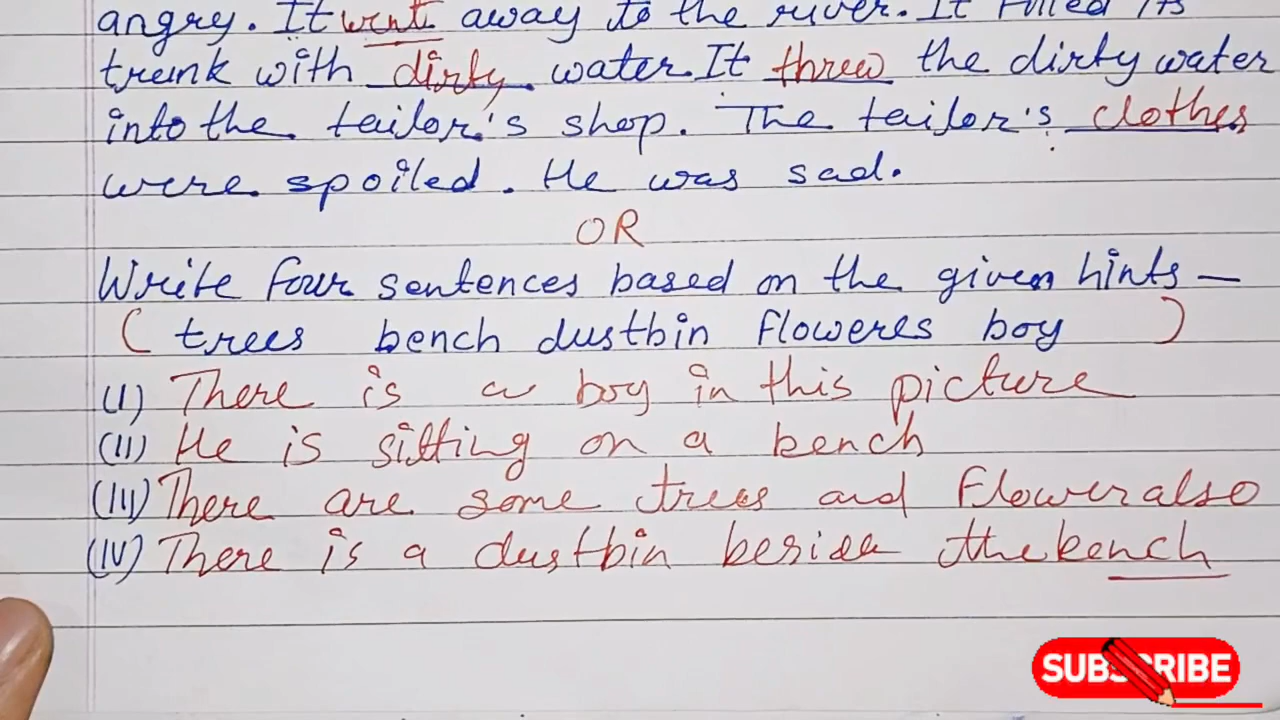 angry. It went away to the river. It filled its
trunk with dirty water. It threw the dirty water
into the tailor's shop. The tailor's clothes
were spoiled. He was sad.
OR
Write four sentences based on the given hints -
( trees bench dustbin flowers boy )
(I) There is a boy in this picture
(II) He is sitting on a bench
(III) There are some trees and flower also
(IV) There is a dustbin beside the bench
SUBSCRIBE